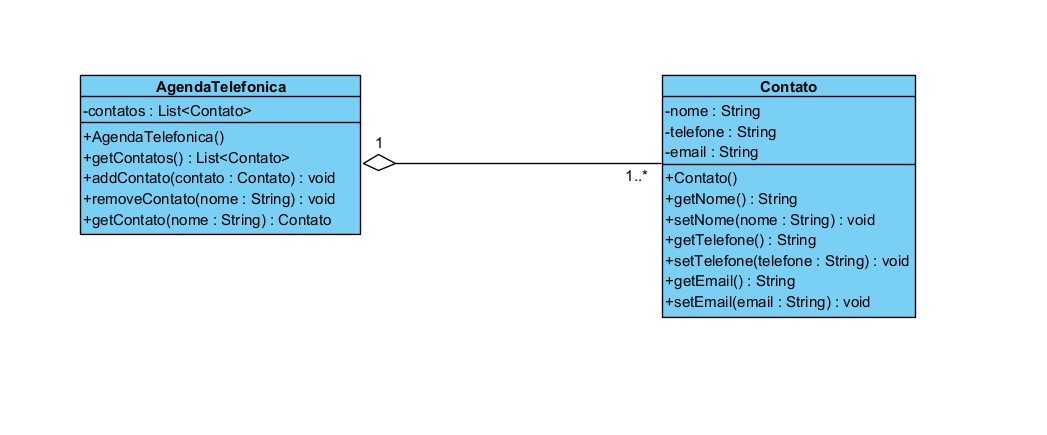 AgendaTelefonica
-contatos : List<Contato>
+AgendaTelefonica()
+getContatos() : List<Contato>
+addContato(contato : Contato) : void
+removeContato(nome : String) : void
+getContato(nome : String) : Contato
1
1..*
Contato
-nome : String
-telefone : String
-email : String
+Contato()
+getNome() : String
+setNome(nome : String) : void
+getTelefone() : String
+setTelefone(telefone : String) : void
+getEmail() : String
+setEmail(email : String) : void